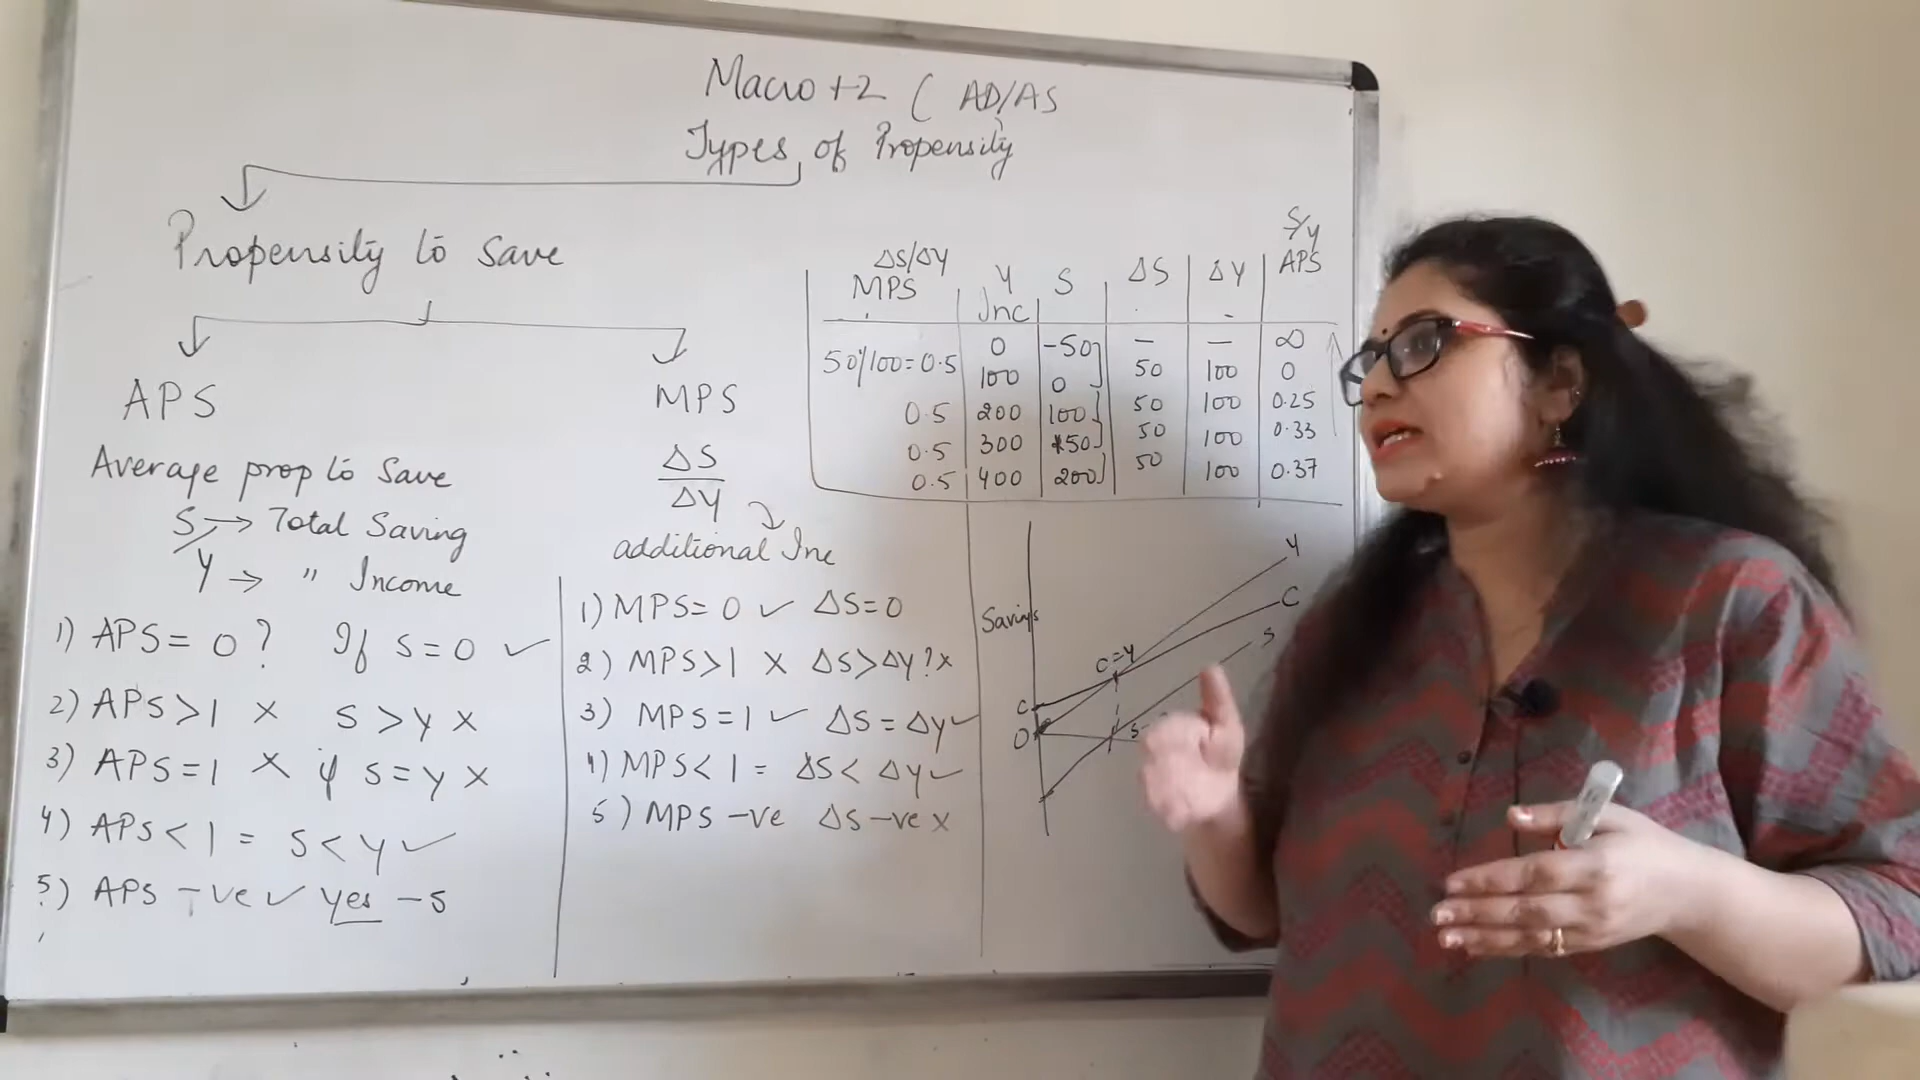 Macro +2 ( AD/AS
Types of Propensity
Propensity to save
APS
Average prop to save
S → Total Saving
Y → " Income
1) APS = 0 ? If S = 0 ✓
2) APS > 1 × S > Y ×
3) APS = 1 × if S = Y ×
4) APS < 1 = S < Y ✓
5) APS -ve ✓ yes -S
MPS
ΔS
ΔY
additional Inc
1) MPS = 0 ✓ ΔS = 0
2) MPS > 1 × ΔS > ΔY ? ×
3) MPS = 1 ✓ ΔS = ΔY ✓
4) MPS < 1 = ΔS < ΔY ✓
5) MPS -ve ΔS -ve ×
ΔS/ΔY S/Y
MPS Y Inc S ΔS ΔY APS
0 -50 — — ∞
50/100 = 0.5 100 0 50 100 0
0.5 200 100 50 100 0.25
0.5 300 150 50 100 0.33
0.5 400 200 50 100 0.37
Savings
Y
C
S
C=Y
C
O